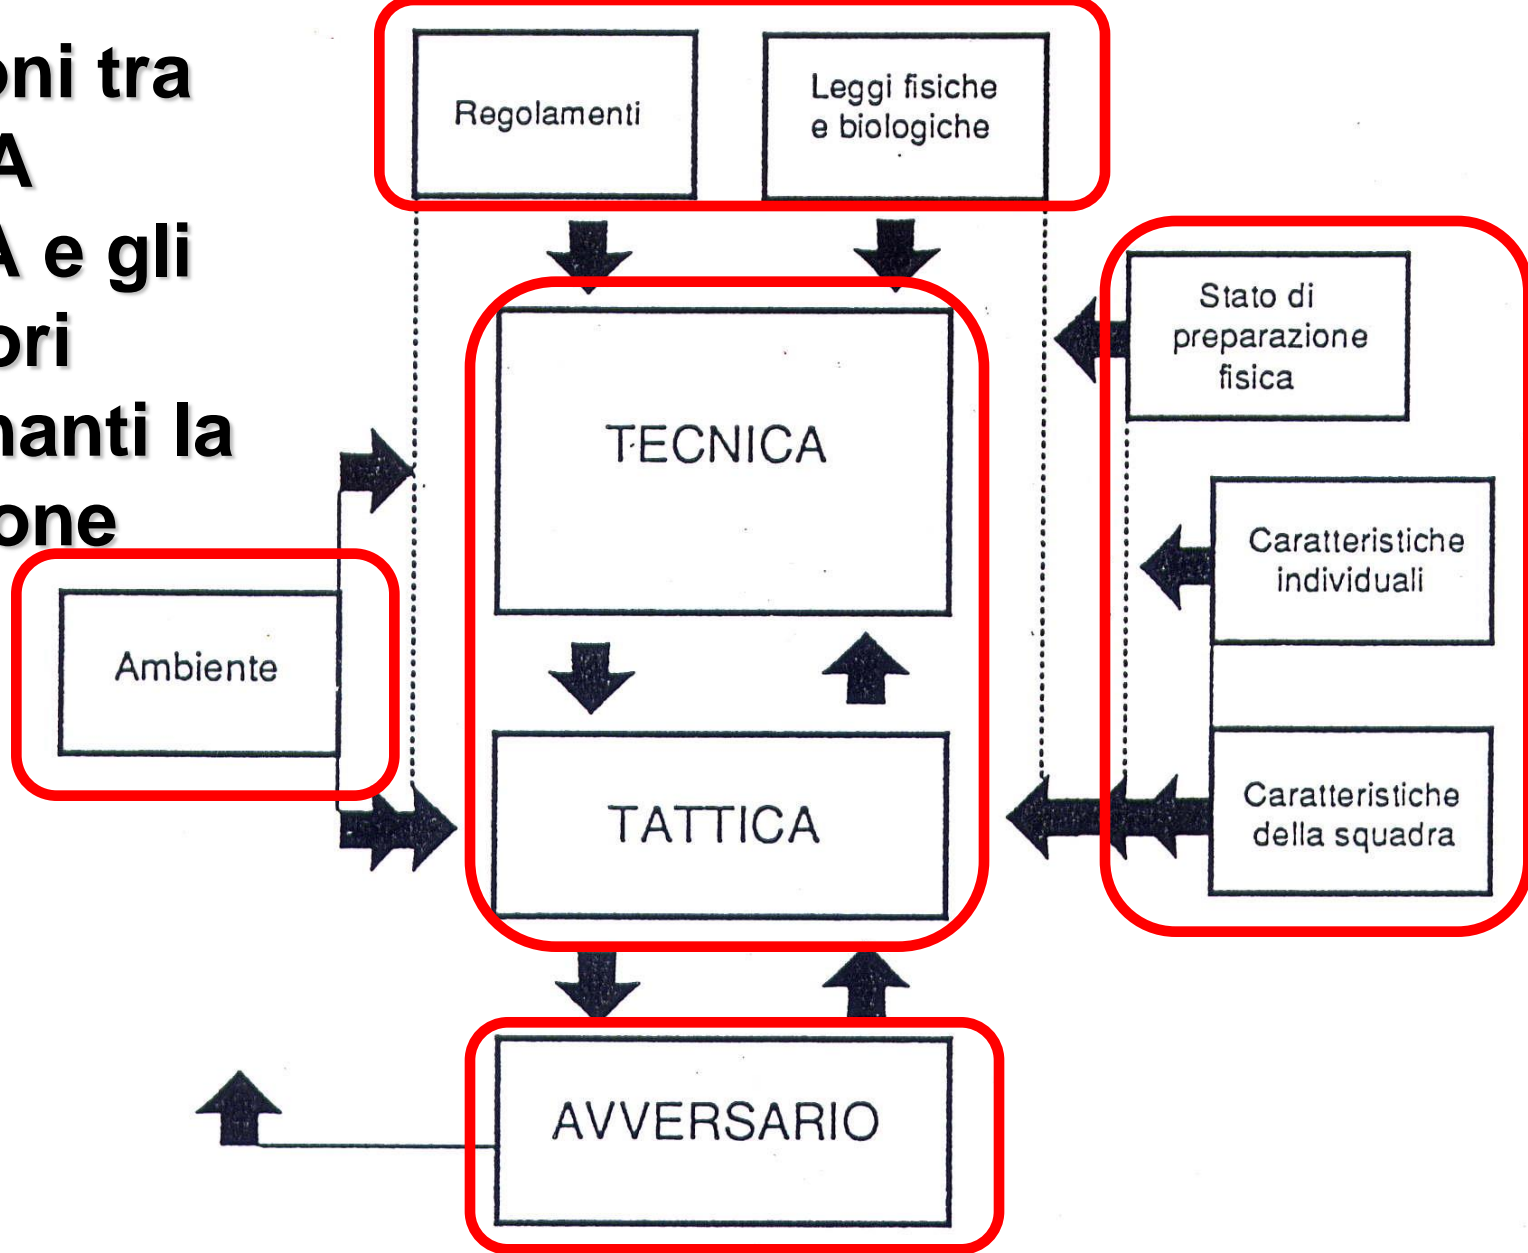 oni tra
A
A e gli
ori
nanti la
one
Regolamenti
Leggi fisiche
e biologiche
Stato di
preparazione
fisica
TECNICA
Caratteristiche
individuali
Ambiente
TATTICA
Caratteristiche
della squadra
AVVERSARIO